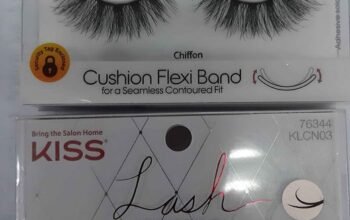 Chiffon
Cushion Flexi Band
for a Seamless Contoured Fit
Bring the Salon Home
KISS
Lash
76344
KLCN03